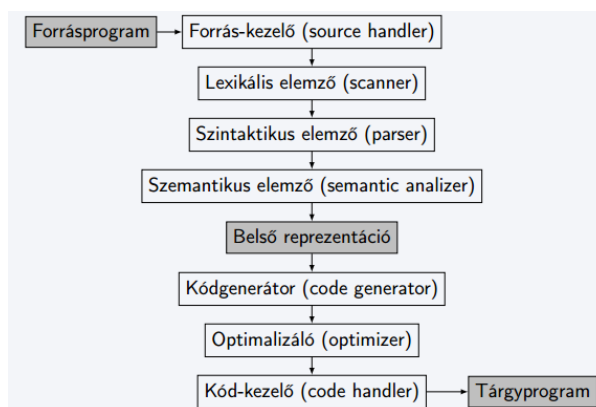 Forrásprogram
Forrás-kezelő (source handler)
Lexikális elemző (scanner)
Szintaktikus elemző (parser)
Szemantikus elemző (semantic analizer)
Belső reprezentáció
Kódgenerátor (code generator)
Optimalizáló (optimizer)
Kód-kezelő (code handler)
Tárgyprogram